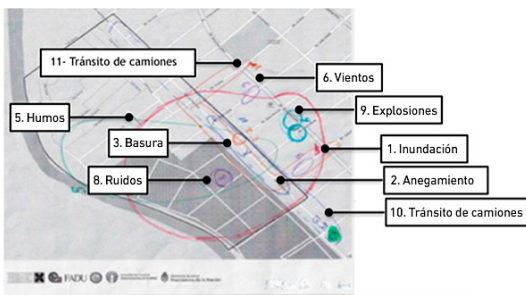 11- Tránsito de camiones
6. Vientos
5. Humos
9. Explosiones
3. Basura
1. Inundación
8. Ruidos
2. Anegamiento
10. Tránsito de camiones
FADU